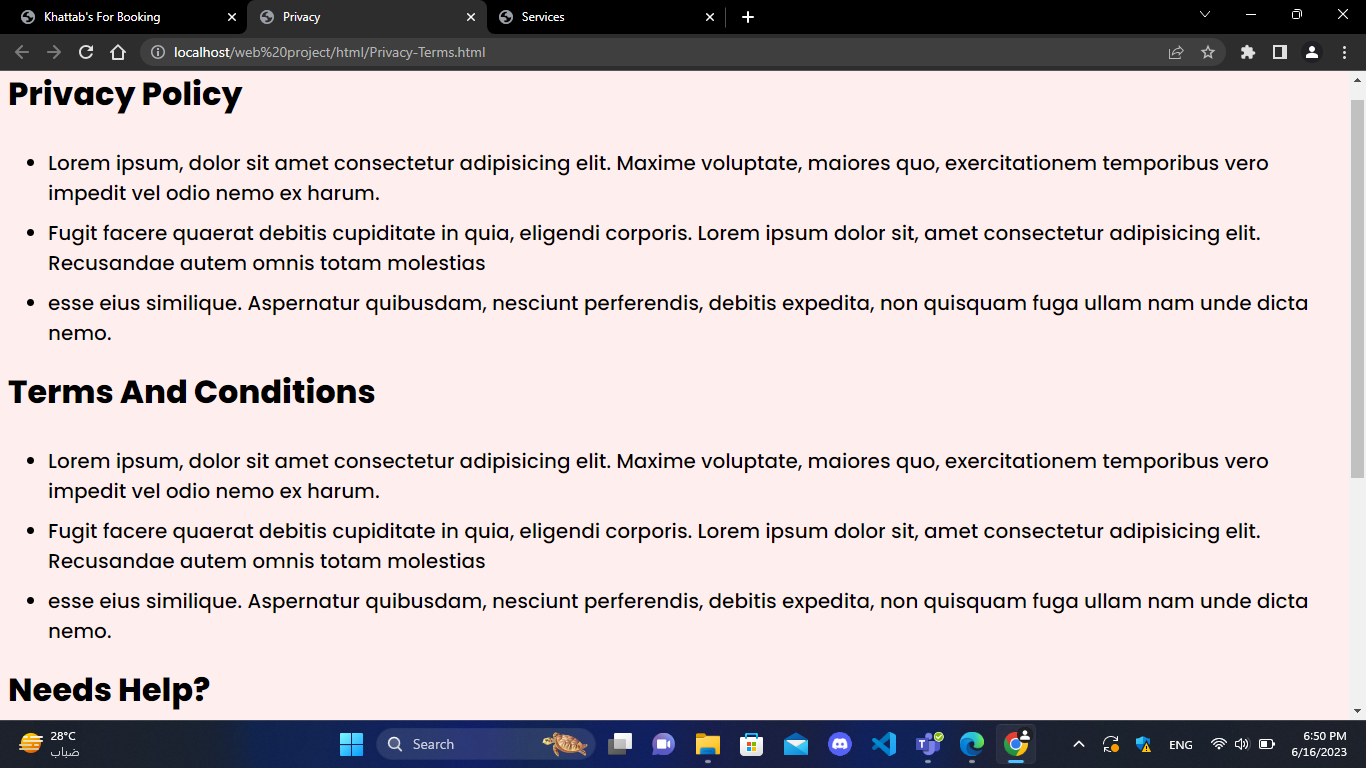 Khattab's For Booking
Privacy
Services
localhost/web%20project/html/Privacy-Terms.html
Privacy Policy
• Lorem ipsum, dolor sit amet consectetur adipisicing elit. Maxime voluptate, maiores quo, exercitationem temporibus vero
impedit vel odio nemo ex harum.
• Fugit facere quaerat debitis cupiditate in quia, eligendi corporis. Lorem ipsum dolor sit, amet consectetur adipisicing elit.
Recusandae autem omnis totam molestias
• esse eius similique. Aspernatur quibusdam, nesciunt perferendis, debitis expedita, non quisquam fuga ullam nam unde dicta
nemo.
Terms And Conditions
• Lorem ipsum, dolor sit amet consectetur adipisicing elit. Maxime voluptate, maiores quo, exercitationem temporibus vero
impedit vel odio nemo ex harum.
• Fugit facere quaerat debitis cupiditate in quia, eligendi corporis. Lorem ipsum dolor sit, amet consectetur adipisicing elit.
Recusandae autem omnis totam molestias
• esse eius similique. Aspernatur quibusdam, nesciunt perferendis, debitis expedita, non quisquam fuga ullam nam unde dicta
nemo.
Needs Help?
28°C
ضباب
Search
ENG
6:50 PM
6/16/2023